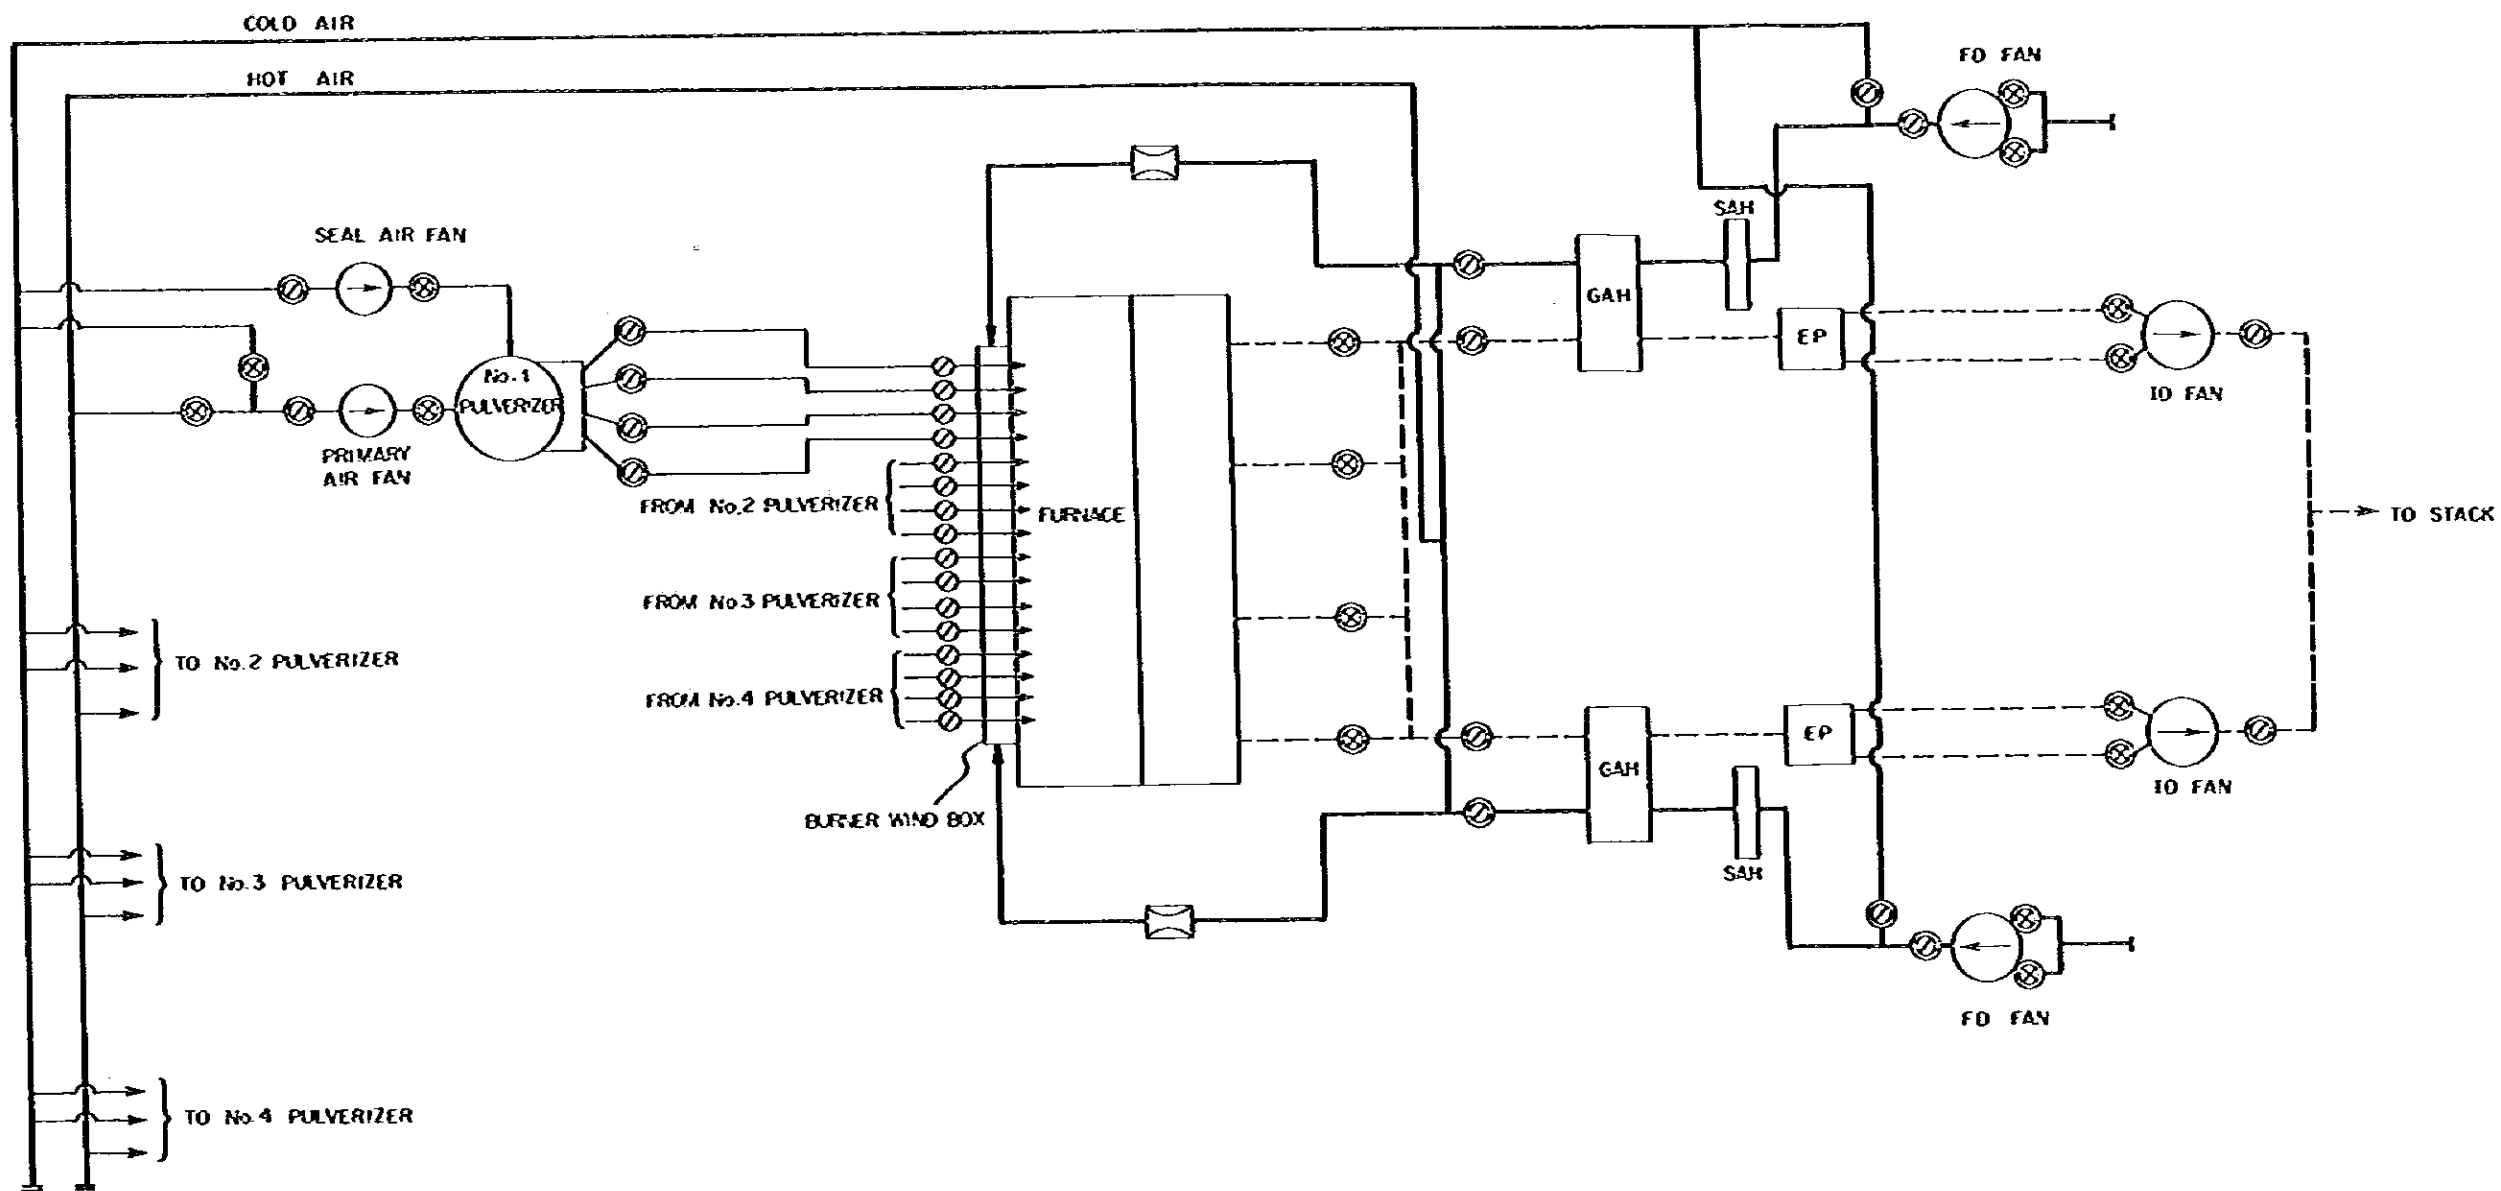 COLD AIR
FD FAN
HOT AIR
SAH
SEAL AIR FAN
GAH
EP
No.1
PULVERIZER
ID FAN
PRIMARY
AIR FAN
FROM No.2 PULVERIZER
FURNACE
TO STACK
FROM No.3 PULVERIZER
TO No.2 PULVERIZER
FROM No.4 PULVERIZER
EP
GAH
ID FAN
BURNER WIND BOX
SAH
TO No.3 PULVERIZER
FD FAN
TO No.4 PULVERIZER